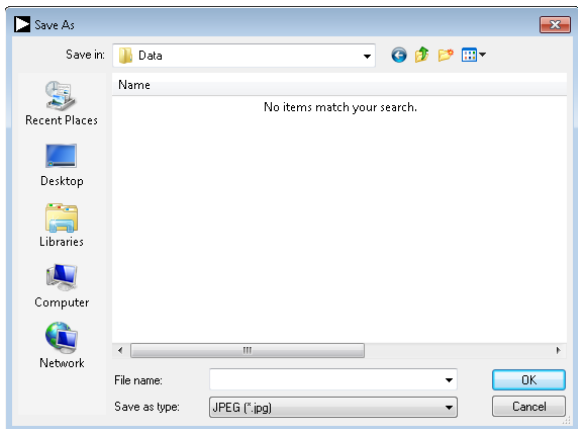 Save As
Save in: Data
Name
No items match your search.
Recent Places
Desktop
Libraries
Computer
Network
File name: OK
Save as type: JPEG (*.jpg) Cancel